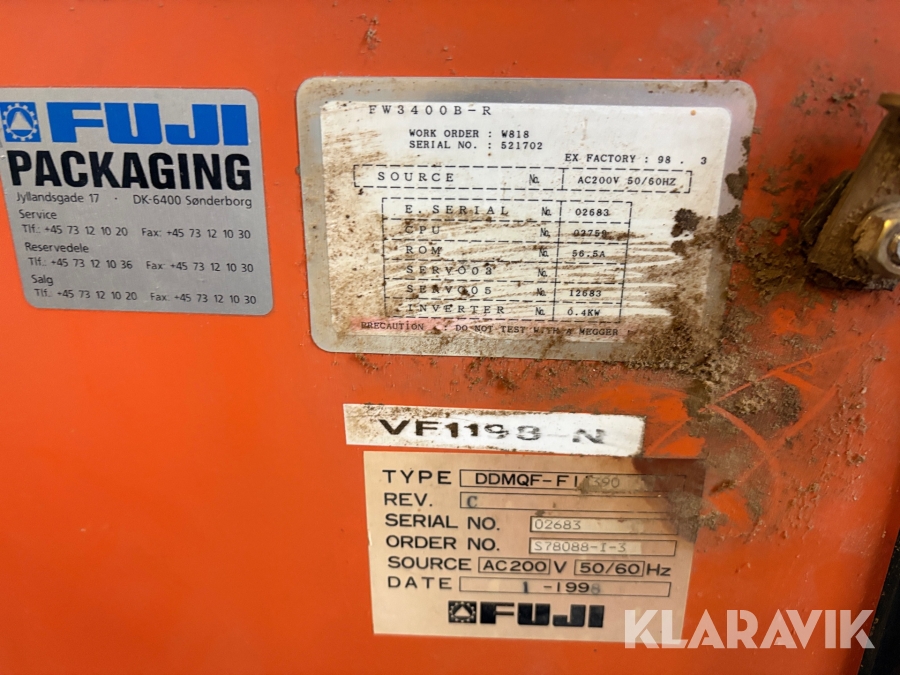 FUJI
PACKAGING
Jyllandsgade 17 · DK-6400 Sønderborg
Service
Tlf.: +45 73 12 10 20 Fax: +45 73 12 10 30
Reservedele
Tlf.: +45 73 12 10 36 Fax: +45 73 12 10 30
Salg
Tlf.: +45 73 12 10 20 Fax: +45 73 12 10 30
FW3400B-R
WORK ORDER : W818
SERIAL NO. : 521702
EX FACTORY : 98 . 3
SOURCE No. AC200V 50/60HZ
E. SERIAL No. 02683
CPU No. 02759
ROM No. 56.5A
SERVO03 No.
SERVO05 No. 12683
INVERTER No. 0.4KW
PRECAUTION : DO NOT TEST WITH A MEGGER !
VF1193-N
TYPE DDMQF-F
REV. C
SERIAL NO. 02683
ORDER NO. S78088-I-3
SOURCE AC200 V 50/60 Hz
DATE 1 -1998
FUJI
KLARAVIK